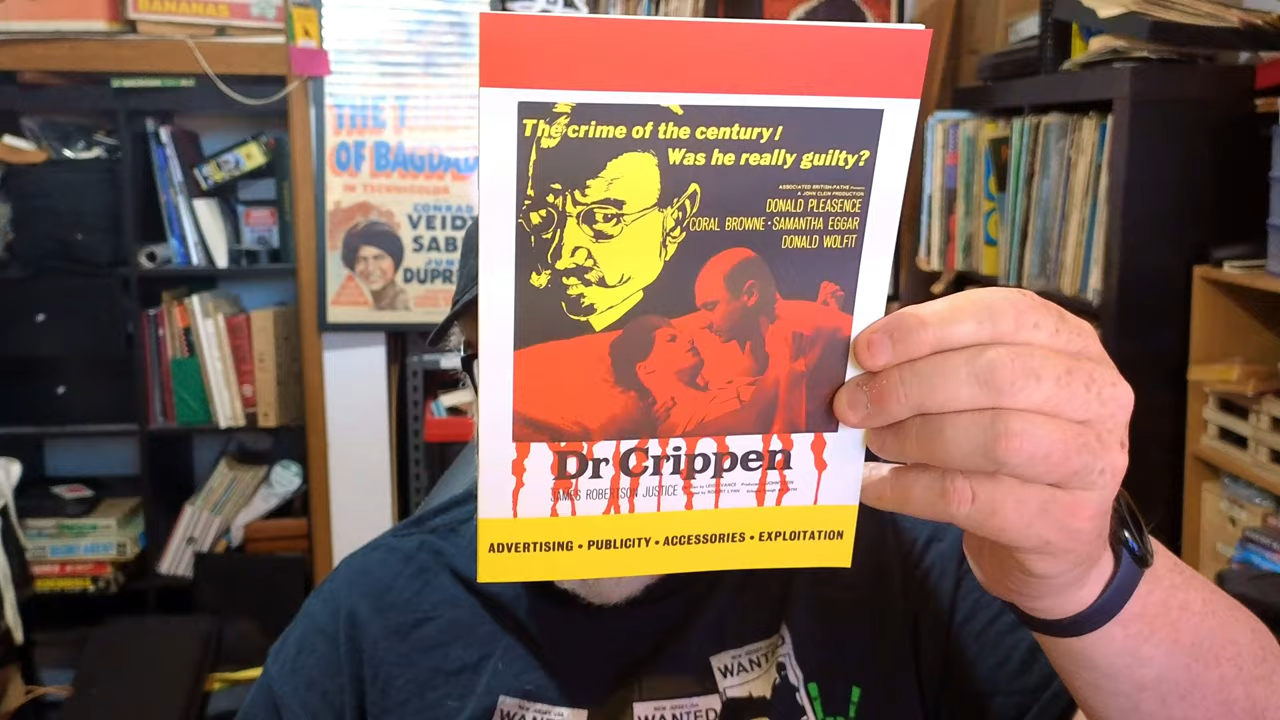 BANANAS
THE T
OF BAGDAD
IN TECHNICOLOR
CONRAD
VEIDT
SAB
JUN
DUPR
The crime of the century!
Was he really guilty?
ASSOCIATED BRITISH-PATHE Presents
A JOHN CLEIN PRODUCTION
DONALD PLEASENCE
CORAL BROWNE • SAMANTHA EGGAR
DONALD WOLFIT
Dr Crippen
JAMES ROBERTSON JUSTICE
ADVERTISING • PUBLICITY • ACCESSORIES • EXPLOITATION
WANTED
WANTED
WANTED